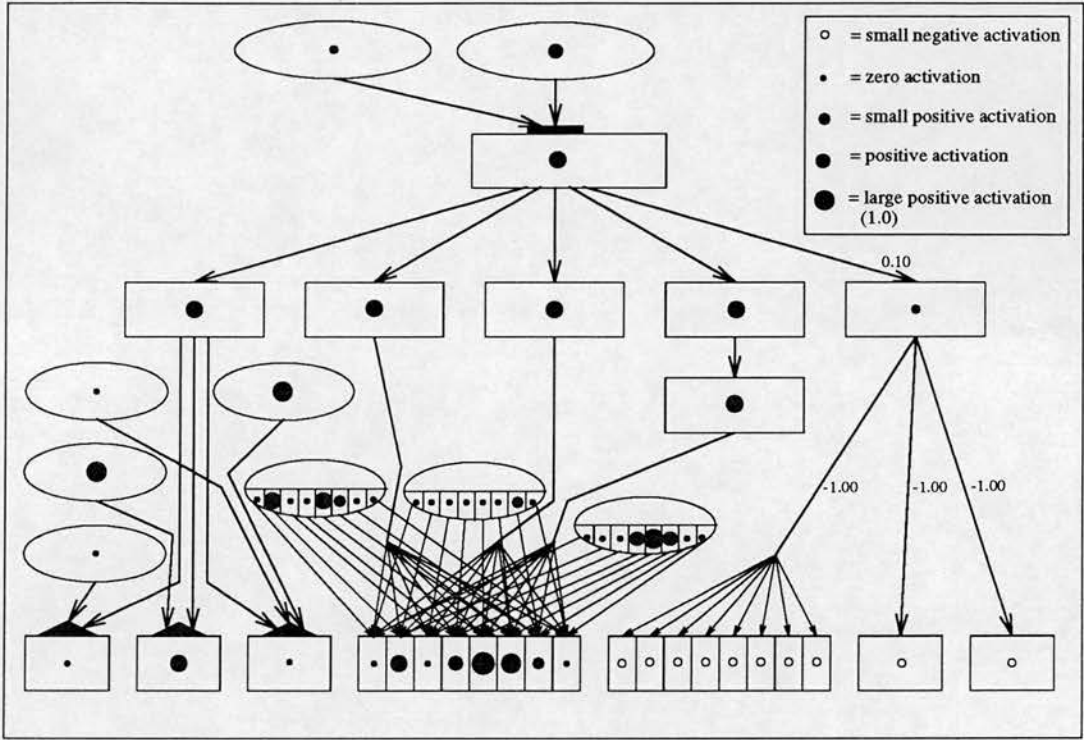 = small negative activation
= zero activation
= small positive activation
= positive activation
= large positive activation
(1.0)
0.10
-1.00
-1.00
-1.00